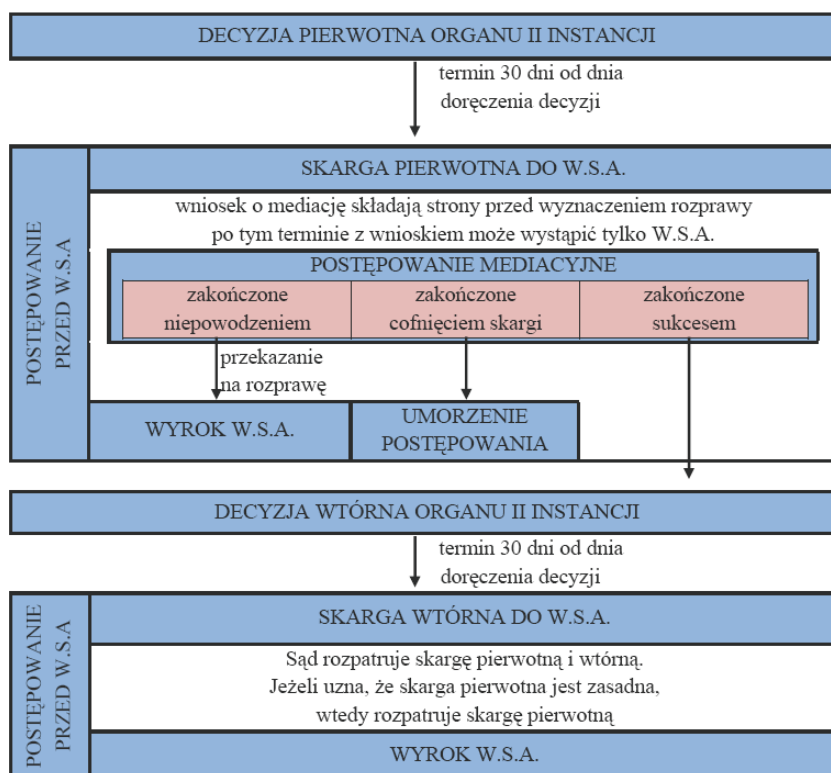 DECYZJA PIERWOTNA ORGANU II INSTANCJI
termin 30 dni od dnia
doręczenia decyzji
POSTĘPOWANIE
PRZED W.S.A
SKARGA PIERWOTNA DO W.S.A.
wniosek o mediację składają strony przed wyznaczeniem rozprawy
po tym terminie z wnioskiem może wystąpić tylko W.S.A.
POSTĘPOWANIE MEDIACYJNE
zakończone
niepowodzeniem
zakończone
cofnięciem skargi
zakończone
sukcesem
przekazanie
na rozprawę
WYROK W.S.A.
UMORZENIE
POSTĘPOWANIA
DECYZJA WTÓRNA ORGANU II INSTANCJI
termin 30 dni od dnia
doręczenia decyzji
POSTĘPOWANIE
PRZED W.S.A
SKARGA WTÓRNA DO W.S.A.
Sąd rozpatruje skargę pierwotną i wtórną.
Jeżeli uzna, że skarga pierwotna jest zasadna,
wtedy rozpatruje skargę pierwotną
WYROK W.S.A.